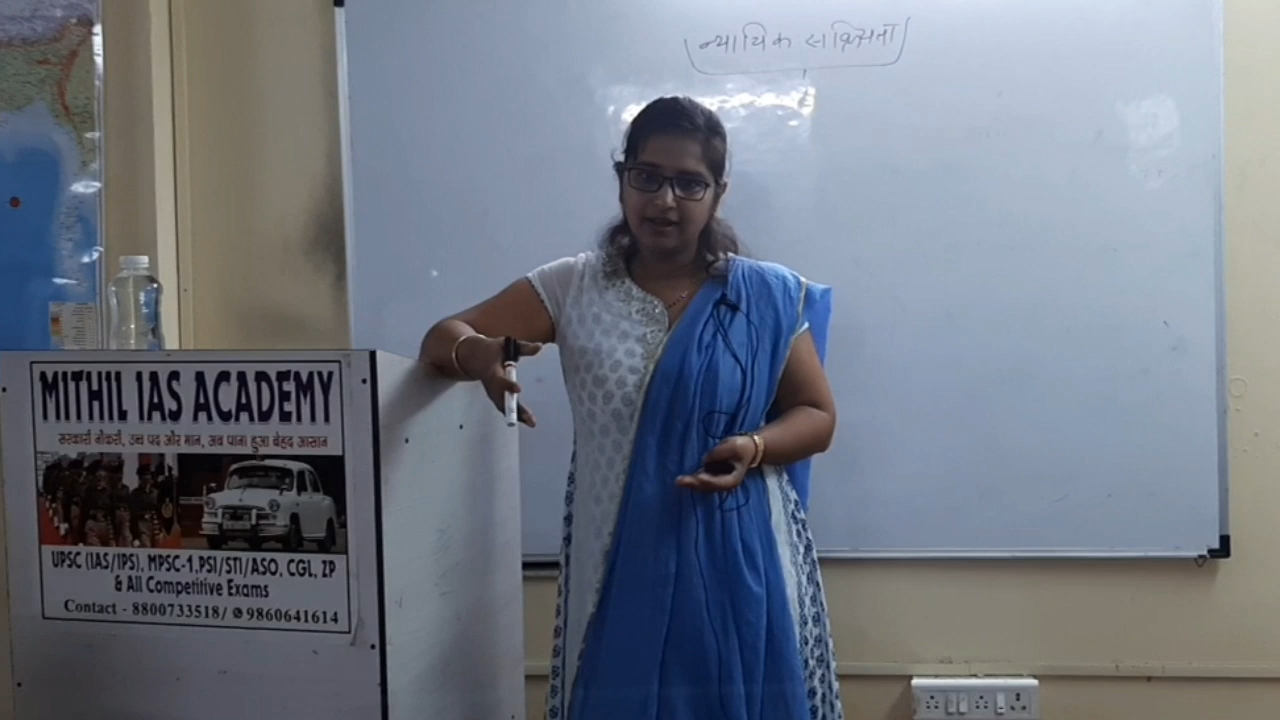 न्यायिक सक्रियता
MITHIL IAS ACADEMY
सरकारी नौकरी, उच्च पद और मान, अब पाना हुआ बेहद आसान
UPSC (IAS/IPS), MPSC-1,PSI/STI/ASO, CGL, ZP
& All Competitive Exams
Contact - 8800733518/ 9860641614